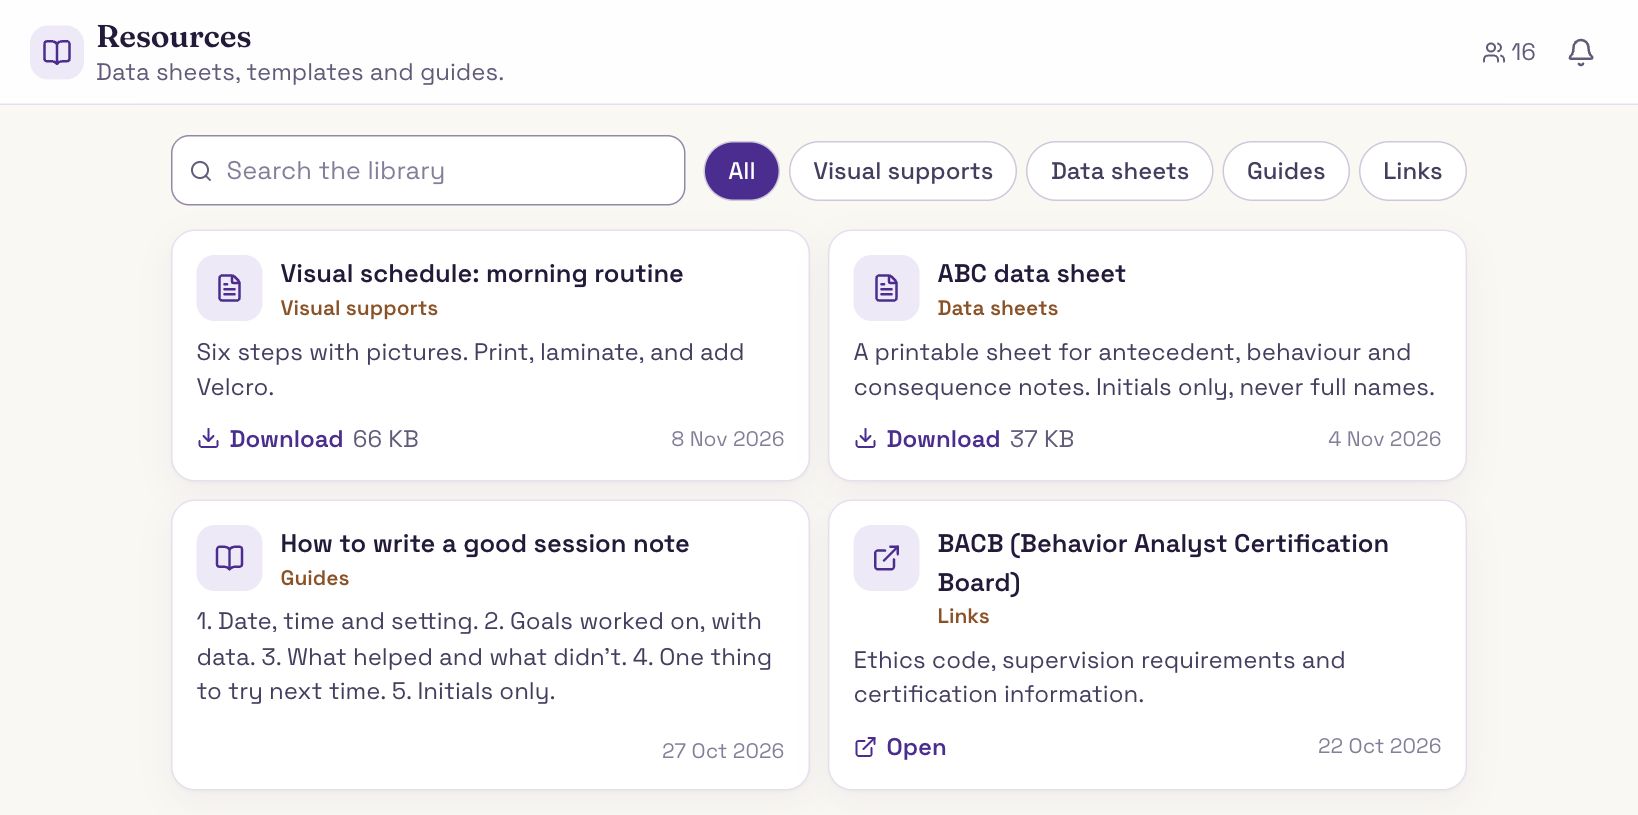 Resources
Data sheets, templates and guides.
16
Search the library
All
Visual supports
Data sheets
Guides
Links
Visual schedule: morning routine
Visual supports
Six steps with pictures. Print, laminate, and add
Velcro.
Download 66 KB
8 Nov 2026
ABC data sheet
Data sheets
A printable sheet for antecedent, behaviour and
consequence notes. Initials only, never full names.
Download 37 KB
4 Nov 2026
How to write a good session note
Guides
1. Date, time and setting. 2. Goals worked on, with
data. 3. What helped and what didn’t. 4. One thing
to try next time. 5. Initials only.
27 Oct 2026
BACB (Behavior Analyst Certification
Board)
Links
Ethics code, supervision requirements and
certification information.
Open
22 Oct 2026